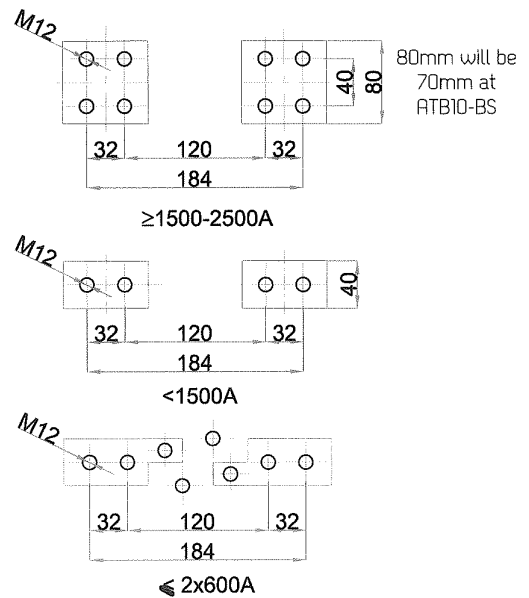 M12
80mm will be
70mm at
ATB10-BS
40
80
32
120
32
184
≥1500-2500A
M12
40
32
120
32
184
<1500A
M12
32
120
32
184
⩽ 2x600A